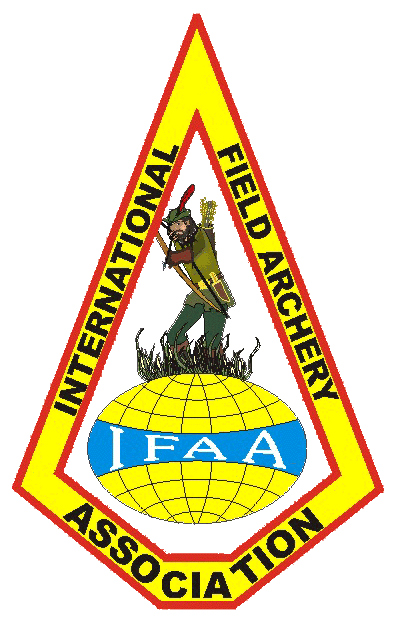 INTERNATIONAL
FIELD ARCHERY
ASSOCIATION
IFAA